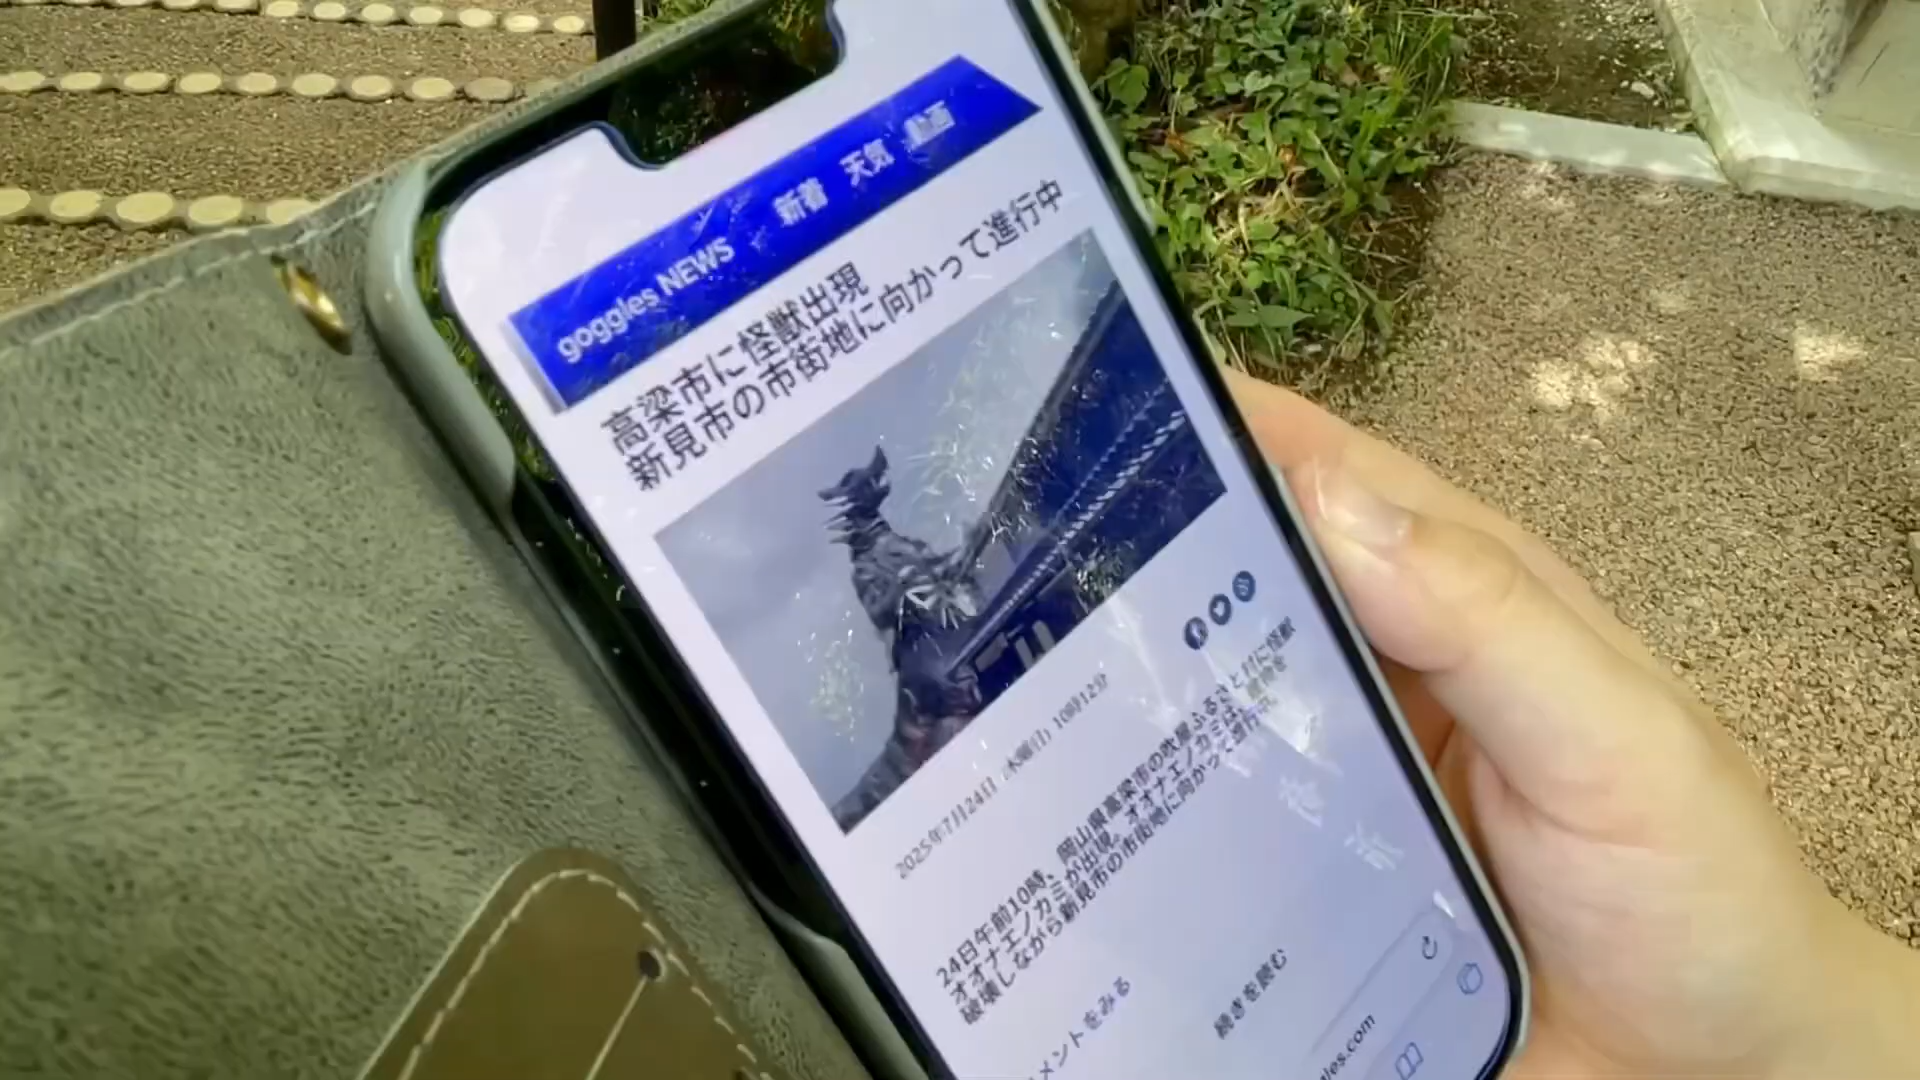 goggles NEWS 新着 天気 動画
高梁市に怪獣出現
新見市の市街地に向かって進行中
2025年7月24日（木曜日）10時12分
24日午前10時、岡山県高梁市の吹屋ふるさと村に怪獣
オオナエノカミが出現。オオナエノカミは、建物を
破壊しながら新見市の市街地に向かって進行中
メントをみる
続きを読む
gles.com